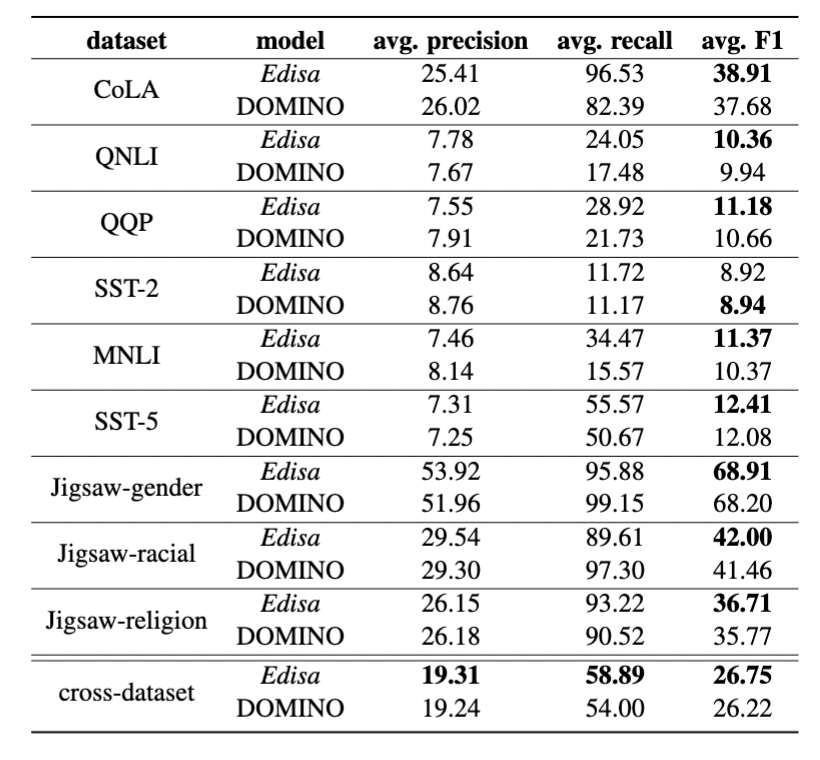 dataset model avg. precision avg. recall avg. F1
CoLA
Edisa 25.41 96.53 38.91
DOMINO 26.02 82.39 37.68
QNLI
Edisa 7.78 24.05 10.36
DOMINO 7.67 17.48 9.94
QQP
Edisa 7.55 28.92 11.18
DOMINO 7.91 21.73 10.66
SST-2
Edisa 8.64 11.72 8.92
DOMINO 8.76 11.17 8.94
MNLI
Edisa 7.46 34.47 11.37
DOMINO 8.14 15.57 10.37
SST-5
Edisa 7.31 55.57 12.41
DOMINO 7.25 50.67 12.08
Jigsaw-gender
Edisa 53.92 95.88 68.91
DOMINO 51.96 99.15 68.20
Jigsaw-racial
Edisa 29.54 89.61 42.00
DOMINO 29.30 97.30 41.46
Jigsaw-religion
Edisa 26.15 93.22 36.71
DOMINO 26.18 90.52 35.77
cross-dataset
Edisa 19.31 58.89 26.75
DOMINO 19.24 54.00 26.22